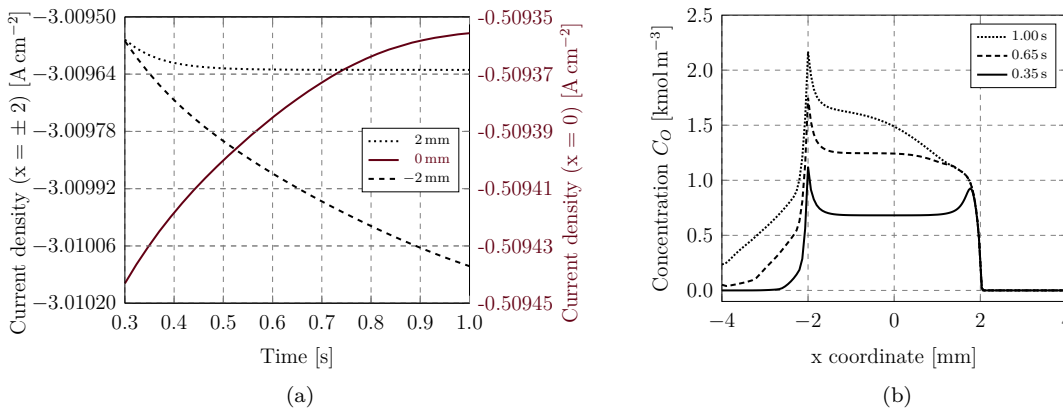 Current density (x = ± 2) [A cm⁻²]
−3.00950
−3.00964
−3.00978
−3.00992
−3.01006
−3.01020
0.3 0.4 0.5 0.6 0.7 0.8 0.9 1.0
Time [s]
2 mm
0 mm
−2 mm
-0.50935
-0.50937
-0.50939
-0.50941
-0.50943
-0.50945
Current density (x = 0) [A cm⁻²]
(a)
Concentration C_O [kmol m⁻³]
2.5
2.0
1.5
1.0
0.5
0.0
−4 −2 0 2
x coordinate [mm]
1.00 s
0.65 s
0.35 s
(b)